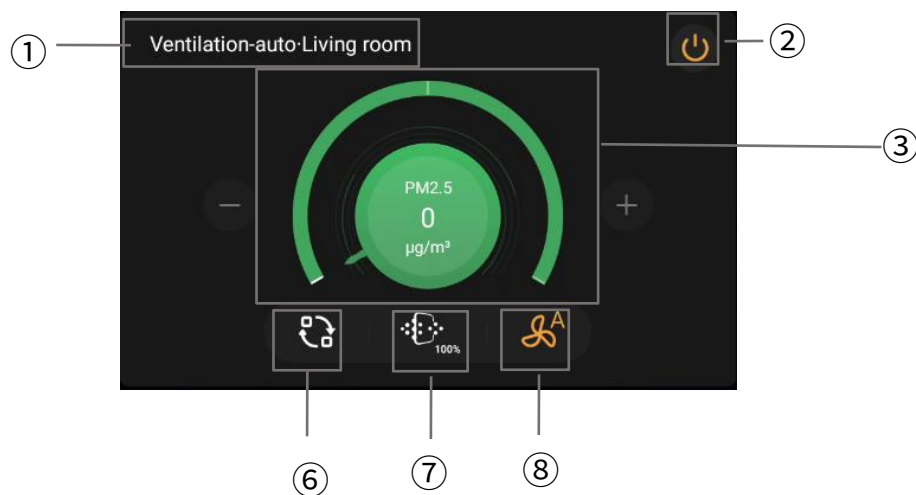 ① Ventilation-auto·Living room ②
③
PM2.5
− 0 +
µg/m³
A
100%
⑥ ⑦ ⑧